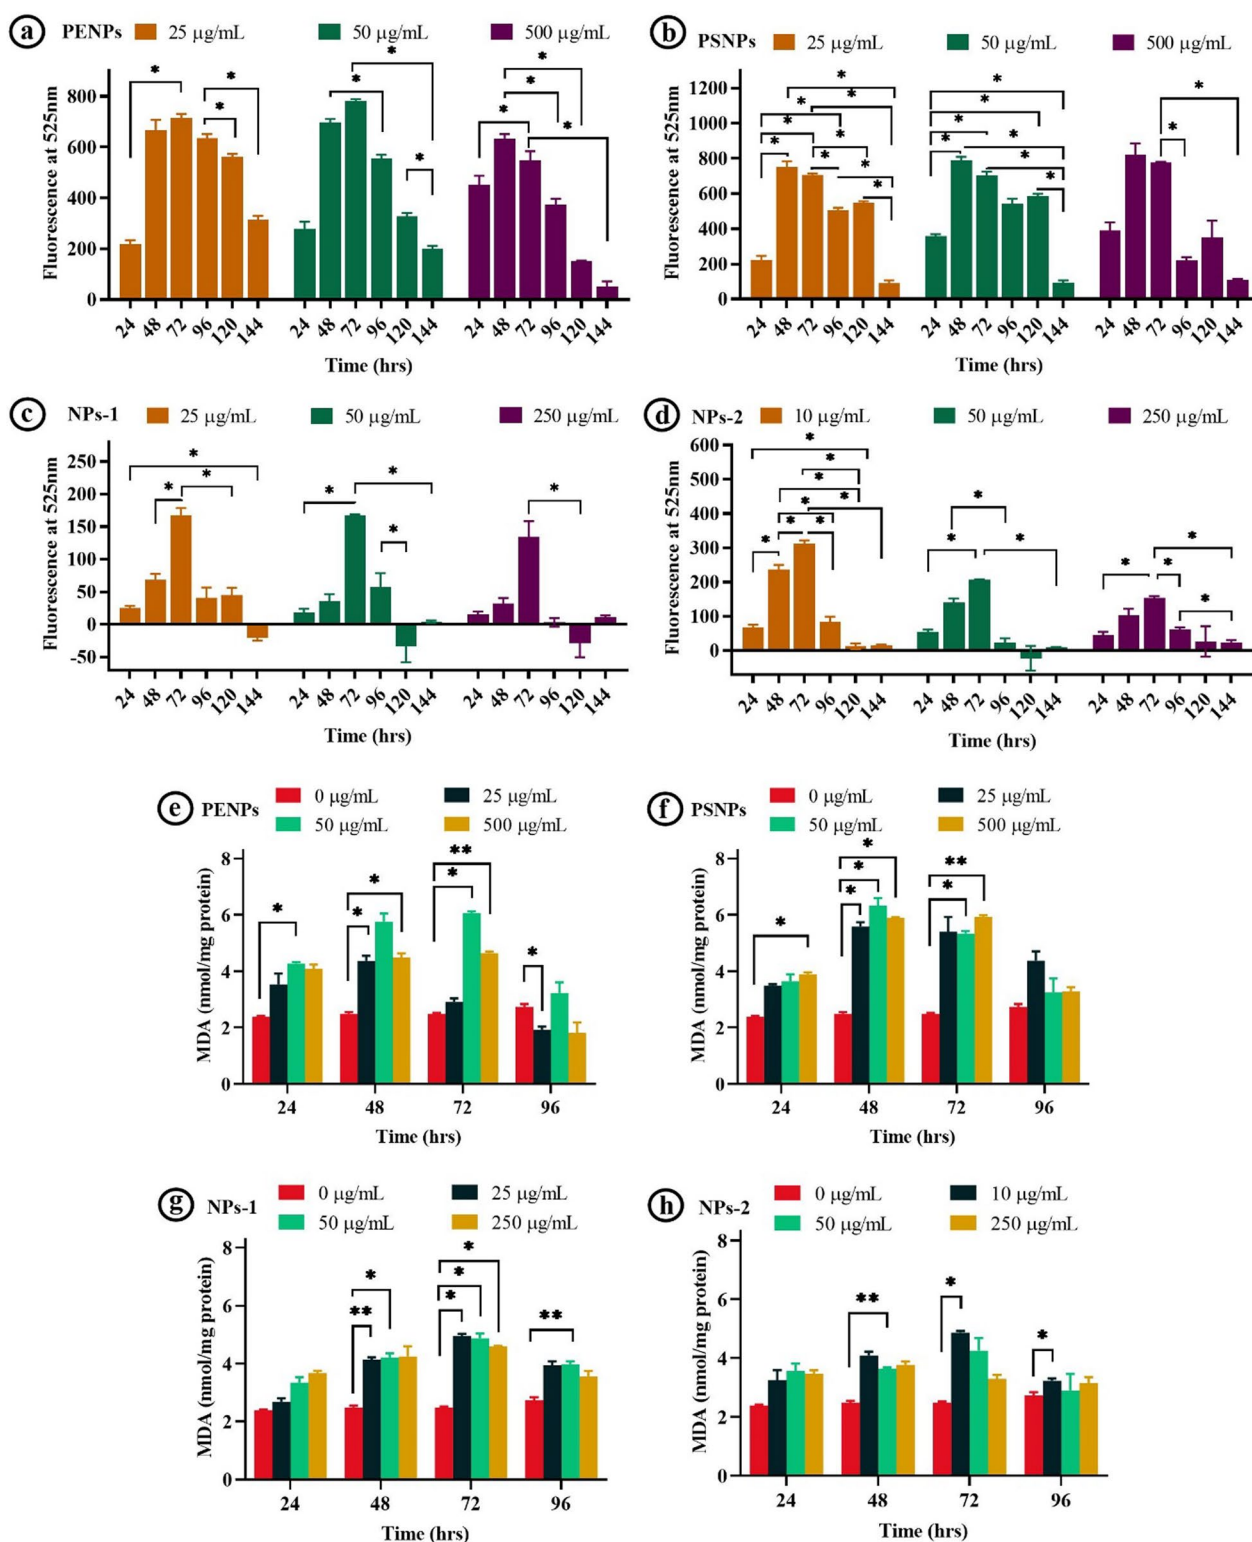 a PENPs 25 µg/mL 50 µg/mL 500 µg/mL
* * * * * * * * * *
Fluorescence at 525nm
800
600
400
200
0
24 48 72 96 120 144 24 48 72 96 120 144 24 48 72 96 120 144
Time (hrs)
b PSNPs 25 µg/mL 50 µg/mL 500 µg/mL
* * * * * * * * * * * * * * * * * *
Fluorescence at 525nm
1200
1000
800
600
400
200
0
24 48 72 96 120 144 24 48 72 96 120 144 24 48 72 96 120 144
Time (hrs)
c NPs-1 25 µg/mL 50 µg/mL 250 µg/mL
* * * * * * *
Fluorescence at 525nm
250
200
150
100
50
0
-50
24 48 72 96 120 144 24 48 72 96 120 144 24 48 72 96 120 144
Time (hrs)
d NPs-2 10 µg/mL 50 µg/mL 250 µg/mL
* * * * * * * * * * * * * * *
Fluorescence at 525nm
600
500
400
300
200
100
0
24 48 72 96 120 144 24 48 72 96 120 144 24 48 72 96 120 144
Time (hrs)
e PENPs 0 µg/mL 25 µg/mL
50 µg/mL 500 µg/mL
* * * * ** *
MDA (nmol/mg protein)
8
6
4
2
0
24 48 72 96
Time (hrs)
f PSNPs 0 µg/mL 25 µg/mL
50 µg/mL 500 µg/mL
* * * * * **
MDA (nmol/mg protein)
8
6
4
2
0
24 48 72 96
Time (hrs)
g NPs-1 0 µg/mL 25 µg/mL
50 µg/mL 250 µg/mL
** * * * * **
MDA (nmol/mg protein)
8
6
4
2
0
24 48 72 96
Time (hrs)
h NPs-2 0 µg/mL 10 µg/mL
50 µg/mL 250 µg/mL
** * *
MDA (nmol/mg protein)
8
6
4
2
0
24 48 72 96
Time (hrs)